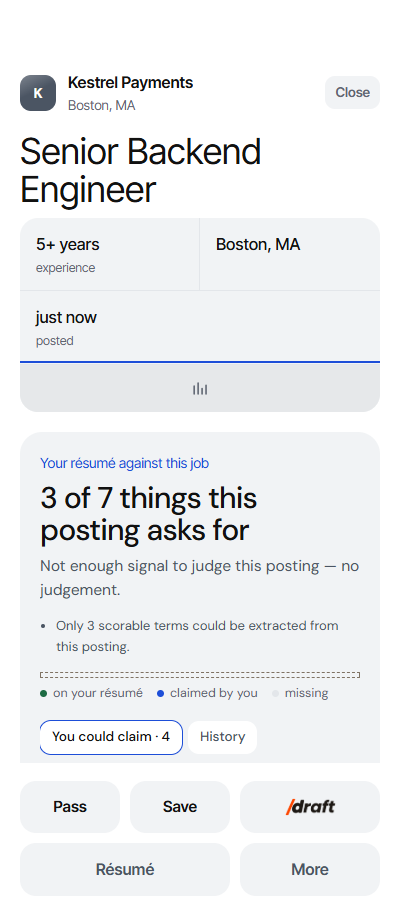 K
Kestrel Payments
Boston, MA
Close
Senior Backend
Engineer
5+ years
experience
Boston, MA
just now
posted
Your résumé against this job
3 of 7 things this
posting asks for
Not enough signal to judge this posting — no
judgement.
• Only 3 scorable terms could be extracted from
this posting.
on your résumé
claimed by you
missing
You could claim · 4
History
Pass
Save
/draft
Résumé
More